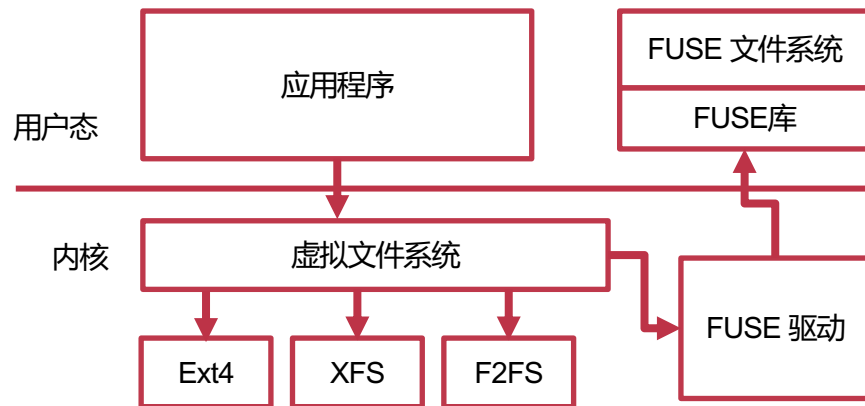 应用程序
FUSE 文件系统
FUSE库
用户态
内核
虚拟文件系统
FUSE 驱动
Ext4
XFS
F2FS